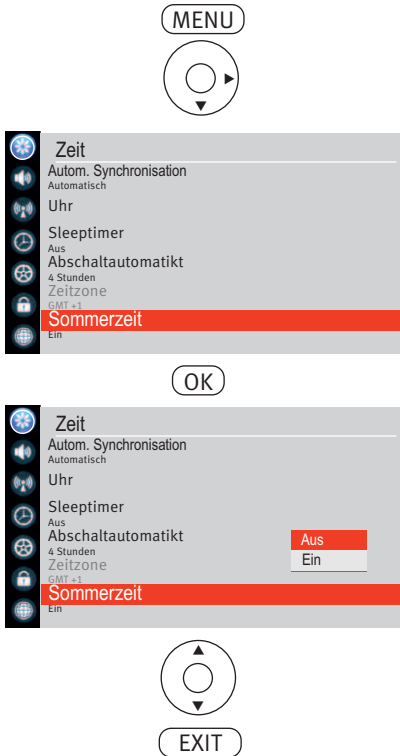 MENU
Zeit
Autom. Synchronisation
Automatisch
Uhr
Sleeptimer
Aus
Abschaltautomatikt
4 Stunden
Zeitzone
GMT +1
Sommerzeit
Ein
OK
Zeit
Autom. Synchronisation
Automatisch
Uhr
Sleeptimer
Aus
Abschaltautomatikt
4 Stunden
Zeitzone
GMT +1
Sommerzeit
Ein
Aus
Ein
EXIT